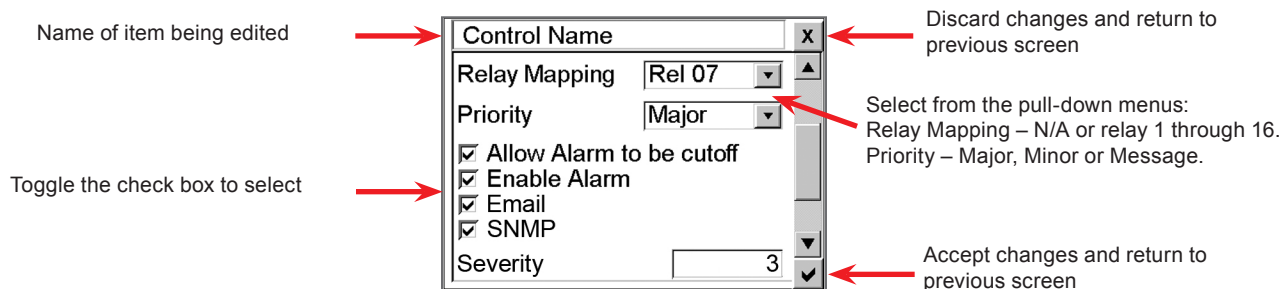 Name of item being edited
Control Name
X
Discard changes and return to
previous screen
Relay Mapping
Rel 07
Priority
Major
Select from the pull-down menus:
Relay Mapping – N/A or relay 1 through 16.
Priority – Major, Minor or Message.
Toggle the check box to select
Allow Alarm to be cutoff
Enable Alarm
Email
SNMP
Severity
3
Accept changes and return to
previous screen